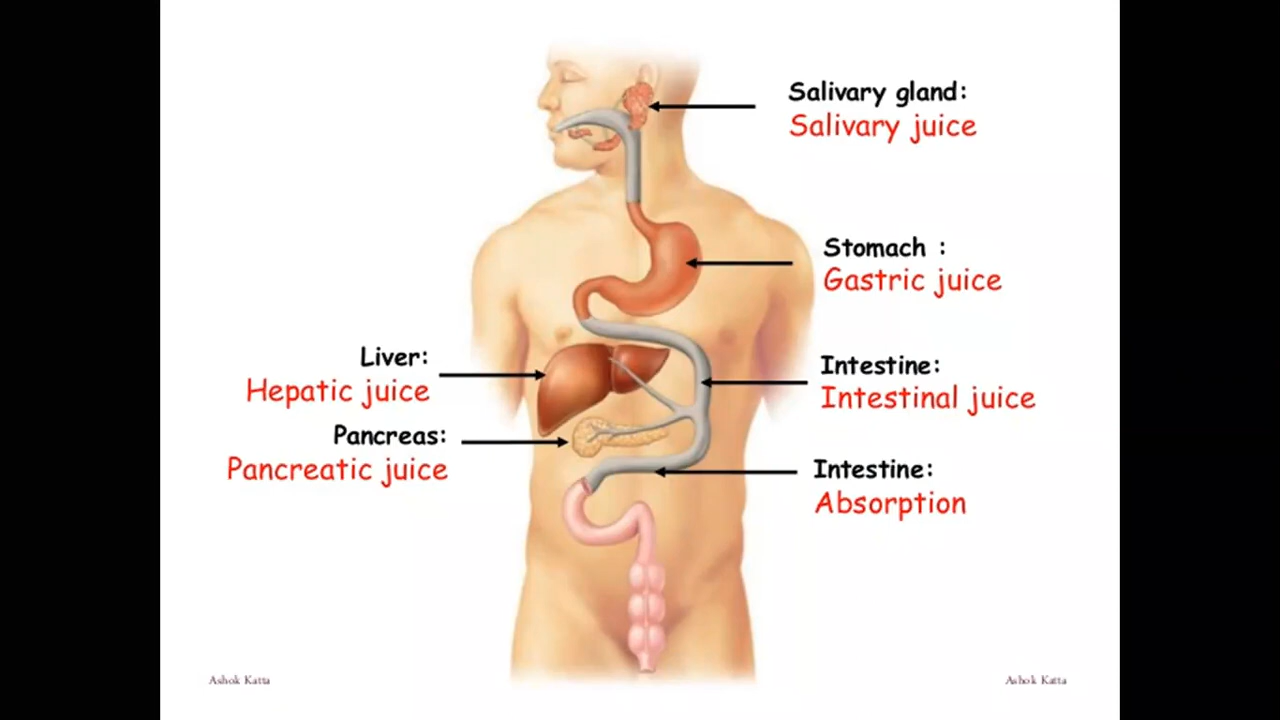 Salivary gland:
Salivary juice
Stomach :
Gastric juice
Liver:
Hepatic juice
Intestine:
Intestinal juice
Pancreas:
Pancreatic juice
Intestine:
Absorption
Ashok Katta
Ashok Katta